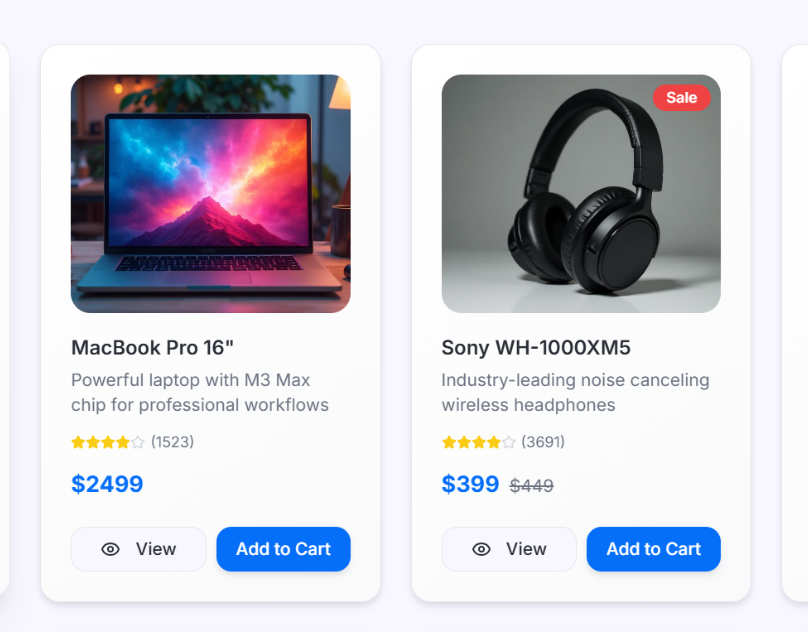 MacBook Pro 16"
Powerful laptop with M3 Max
chip for professional workflows
(1523)
$2499
View
Add to Cart
Sale
Sony WH-1000XM5
Industry-leading noise canceling
wireless headphones
(3691)
$399 $449
View
Add to Cart